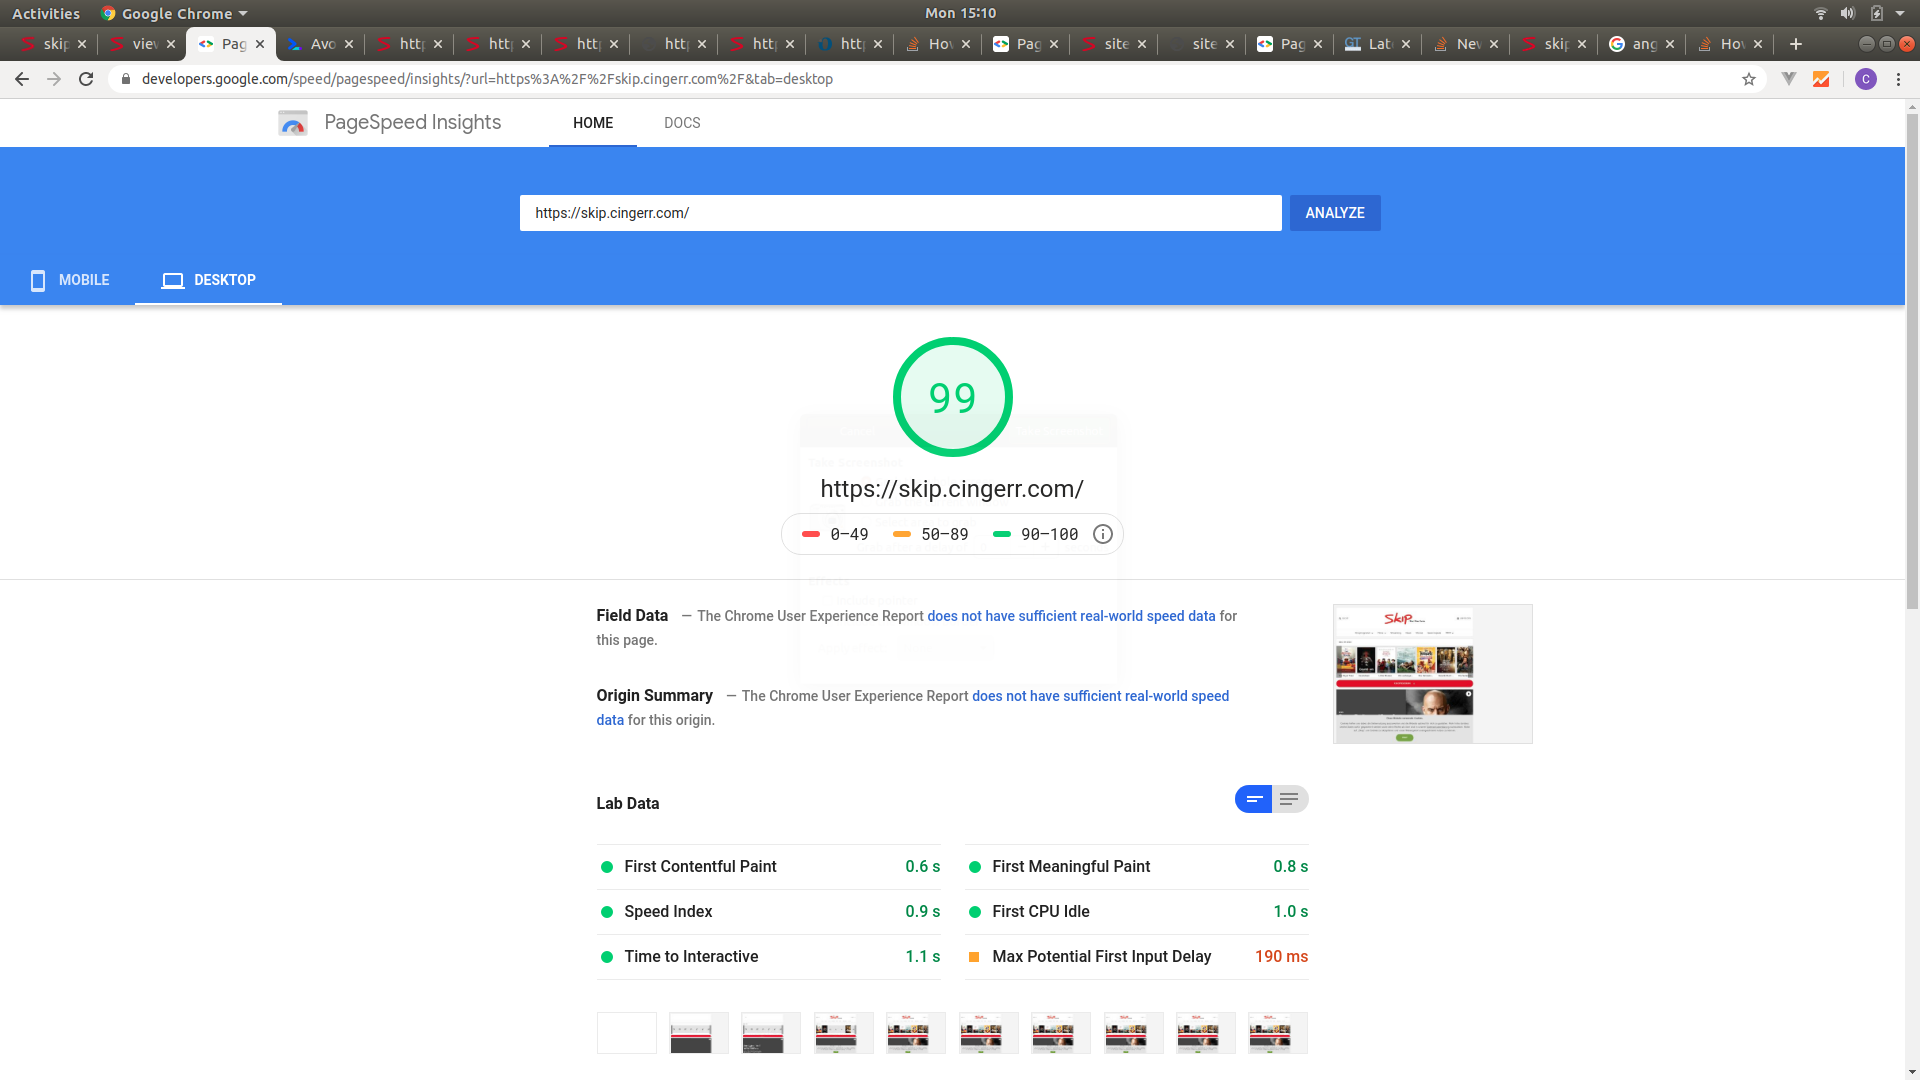 Activities Google Chrome Mon 15:10
skip view Pag Avo http http http http http http How Pag site site Pag GT Late New skip ang How
developers.google.com/speed/pagespeed/insights/?url=https%3A%2F%2Fskip.cingerr.com%2F&tab=desktop C
PageSpeed Insights HOME DOCS
https://skip.cingerr.com/ ANALYZE
MOBILE DESKTOP
99
https://skip.cingerr.com/
0–49 50–89 90–100
Field Data — The Chrome User Experience Report does not have sufficient real-world speed data for
this page.
Skip
Origin Summary — The Chrome User Experience Report does not have sufficient real-world speed
data for this origin.
Lab Data
First Contentful Paint 0.6 s First Meaningful Paint 0.8 s
Speed Index 0.9 s First CPU Idle 1.0 s
Time to Interactive 1.1 s Max Potential First Input Delay 190 ms